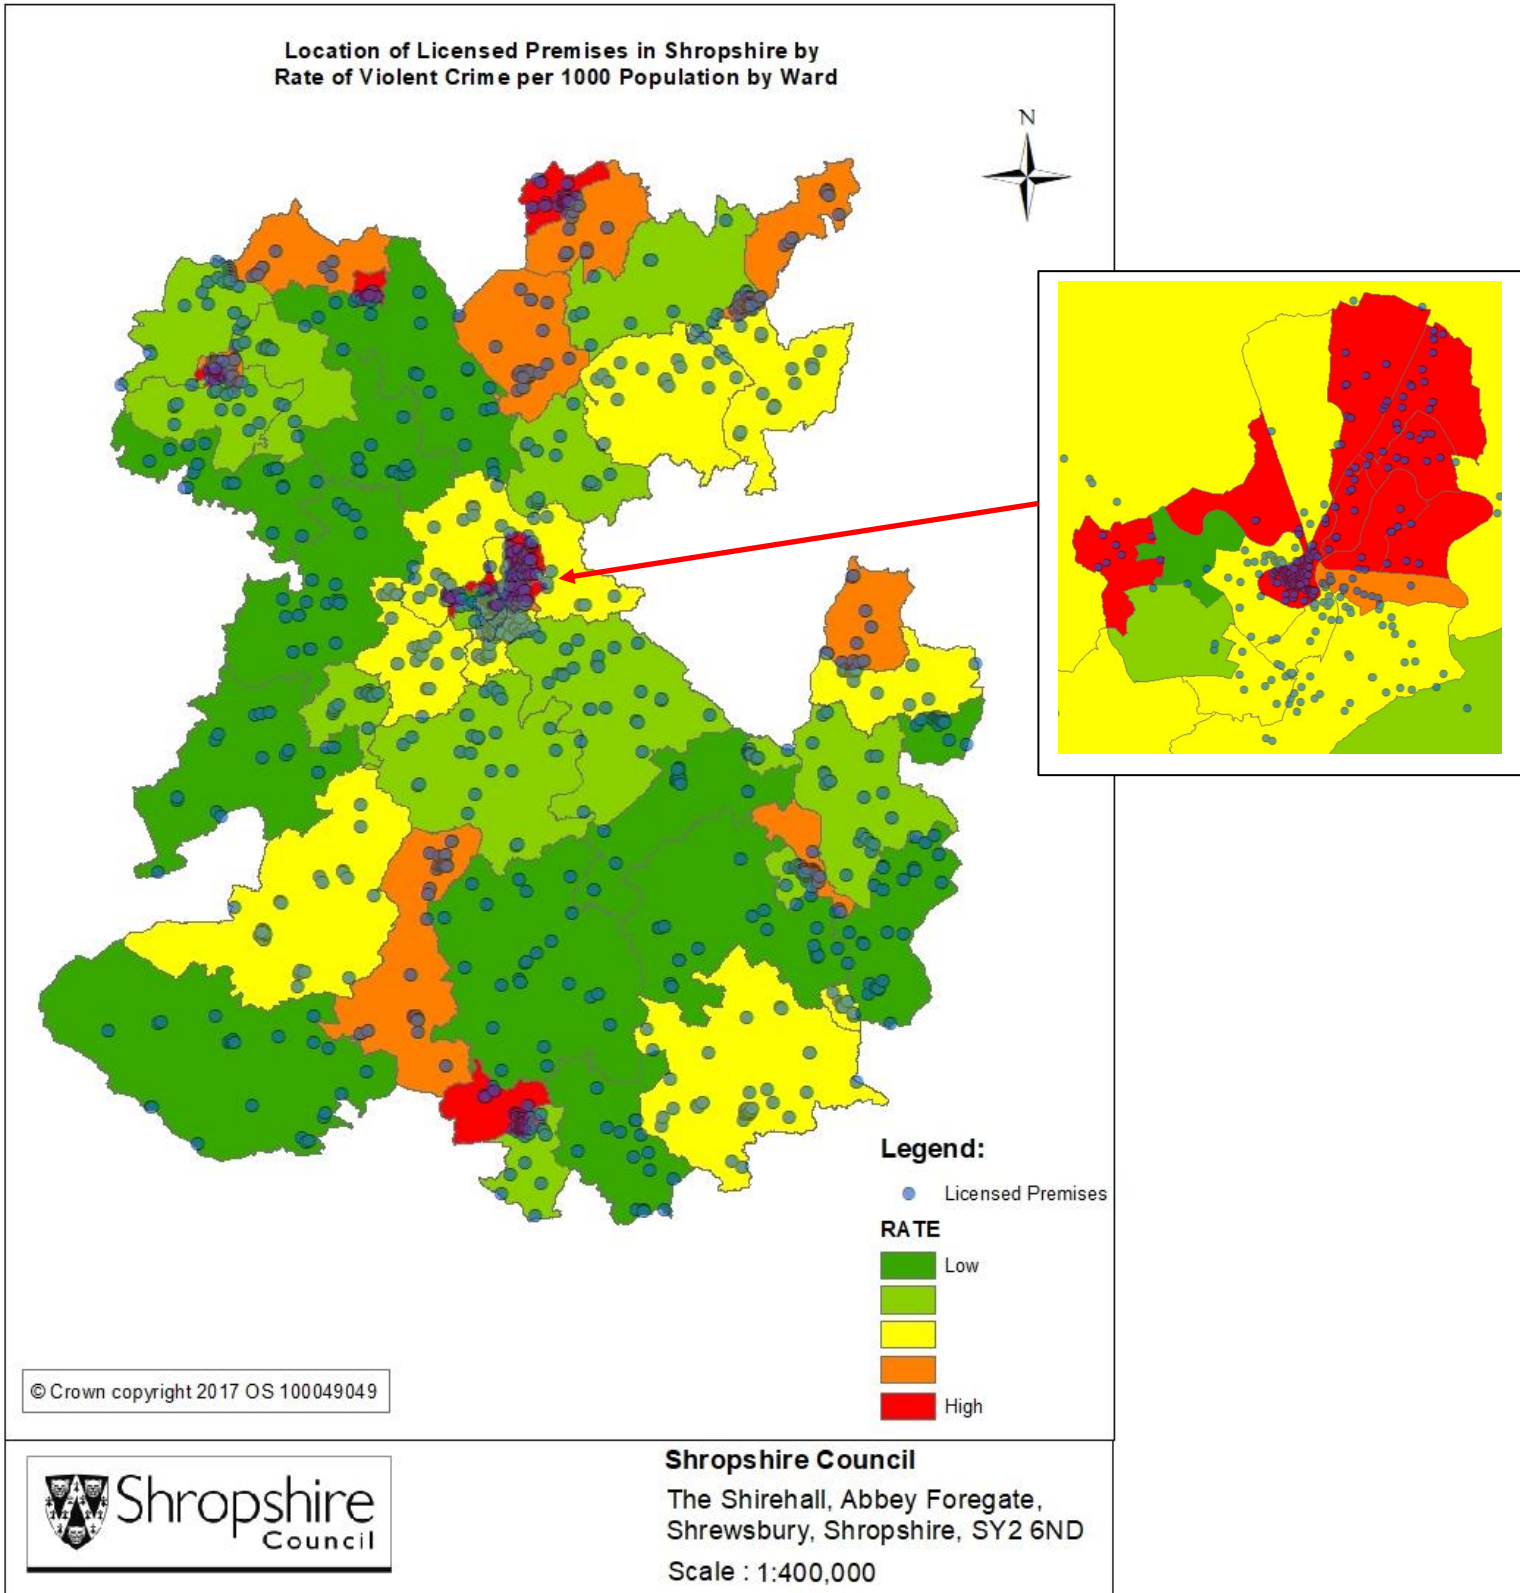 Location of Licensed Premises in Shropshire by
Rate of Violent Crime per 1000 Population by Ward
N
Legend:
Licensed Premises
RATE
Low
High
© Crown copyright 2017 OS 100049049
Shropshire
Council
Shropshire Council
The Shirehall, Abbey Foregate,
Shrewsbury, Shropshire, SY2 6ND
Scale : 1:400,000